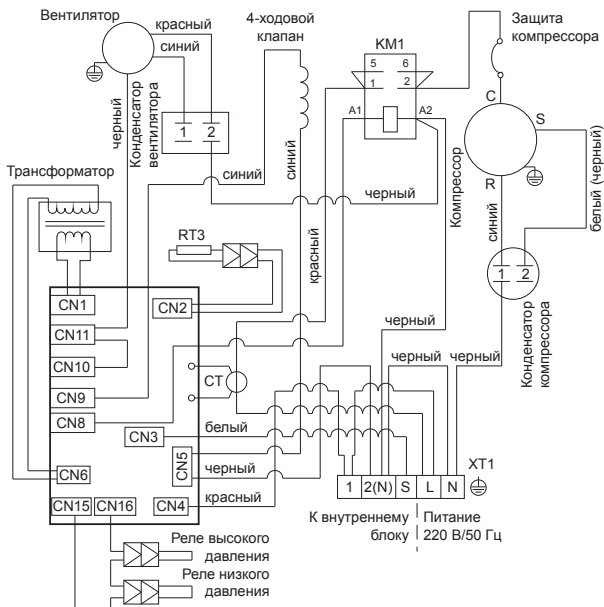 Вентилятор
красный
синий
4-ходовой
клапан
KM1
Защита
компрессора
5 6
1 2
A1 A2
C
S
R
черный
Конденсатор
вентилятора
1 2
Трансформатор
синий
синий
черный
Компрессор
синий
белый (черный)
RT3
красный
1 2
Конденсатор
компрессора
CN1
CN2
CN11
CN10
CN9
CN8
CT
черный
черный
черный
CN3
белый
CN5
черный
CN6
CN15
CN16
CN4
красный
1 2(N) S L N
XT1
К внутреннему
блоку
Питание
220 В/50 Гц
Реле высокого
давления
Реле низкого
давления